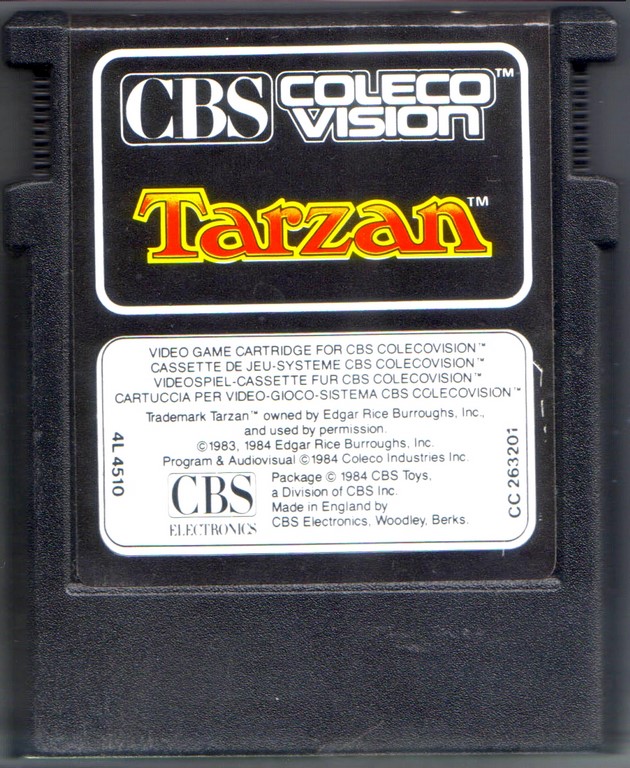 CBS COLECO VISION™
Tarzan™
VIDEO GAME CARTRIDGE FOR CBS COLECOVISION™
CASSETTE DE JEU-SYSTEME CBS COLECOVISION™
VIDEOSPIEL-CASSETTE FUR CBS COLECOVISION™
CARTUCCIA PER VIDEO-GIOCO-SISTEMA CBS COLECOVISION™
Trademark Tarzan™ owned by Edgar Rice Burroughs, Inc.,
and used by permission.
©1983, 1984 Edgar Rice Burroughs, Inc.
Program & Audiovisual ©1984 Coleco Industries Inc.
CBS
ELECTRONICS
Package © 1984 CBS Toys,
a Division of CBS Inc.
Made in England by
CBS Electronics, Woodley, Berks.
4L 4510
CC 263201